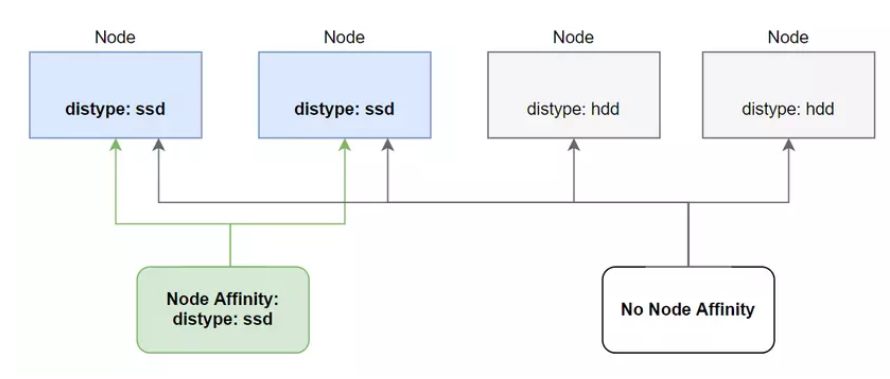 Node
Node
Node
Node
distype: ssd
distype: ssd
distype: hdd
distype: hdd
Node Affinity:
distype: ssd
No Node Affinity